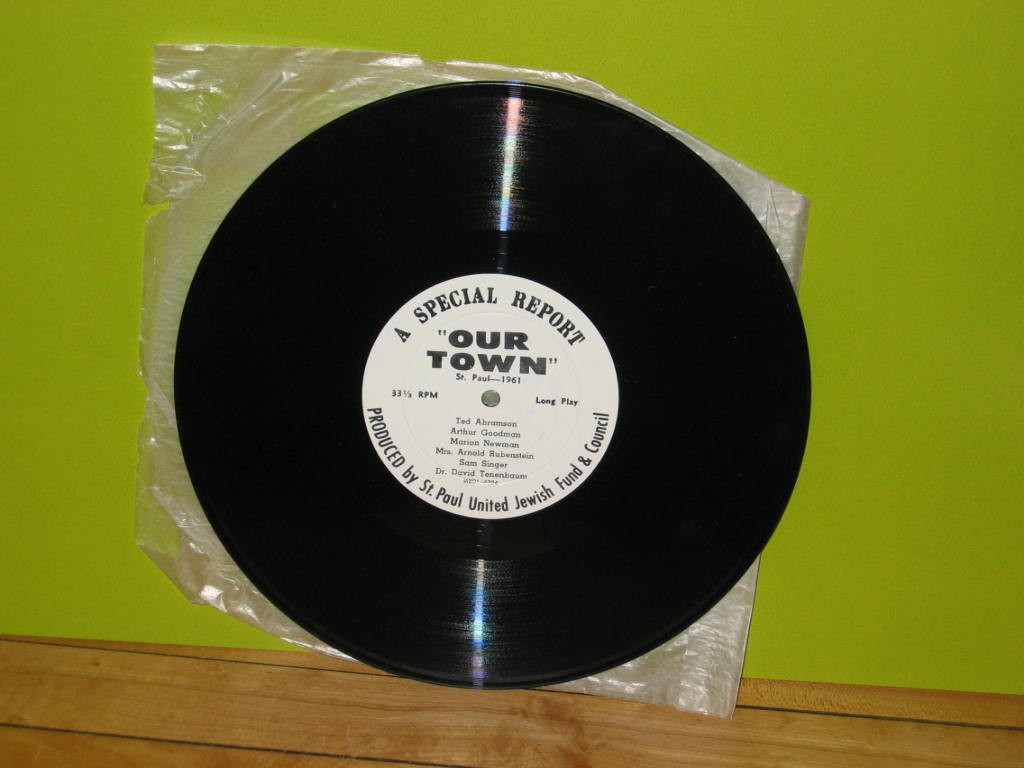 A SPECIAL REPORT
"OUR
TOWN"
St. Paul—1961
33⅓ RPM
Long Play
Ted Abramson
Arthur Goodman
Marion Newman
Mrs. Arnold Rubenstein
Sam Singer
Dr. David Tenenbaum
PRODUCED by St. Paul United Jewish Fund & Council